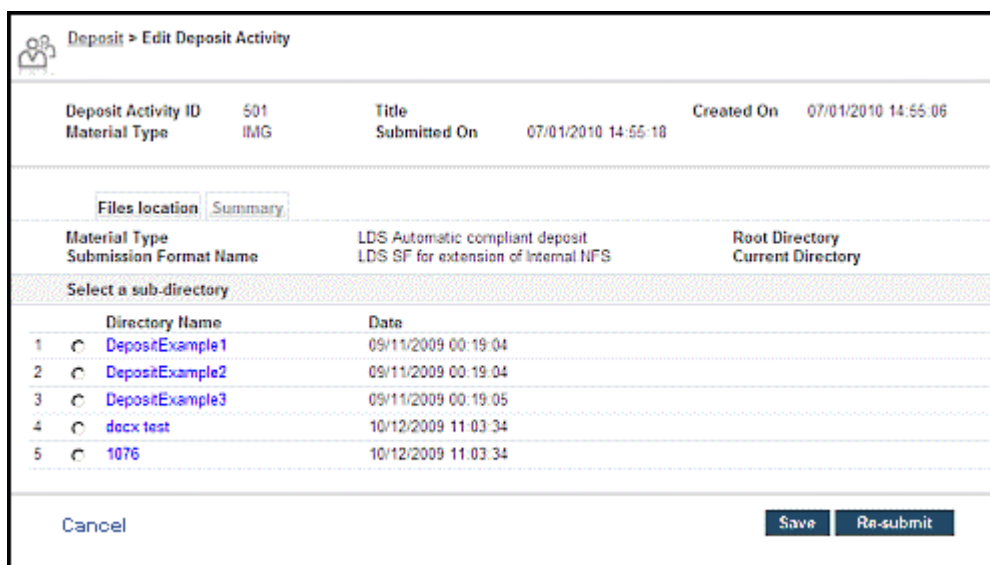 Deposit > Edit Deposit Activity
Deposit Activity ID 501 Title Created On 07/01/2010 14:55:06
Material Type IMG Submitted On 07/01/2010 14:55:18
Files location Summary
Material Type LDS Automatic compliant deposit Root Directory
Submission Format Name LDS SF for extension of Internal NFS Current Directory
Select a sub-directory
Directory Name Date
1 DepositExample1 09/11/2009 00:19:04
2 DepositExample2 09/11/2009 00:19:04
3 DepositExample3 09/11/2009 00:19:05
4 docx test 10/12/2009 11:03:34
5 1076 10/12/2009 11:03:34
Cancel Save Re-submit